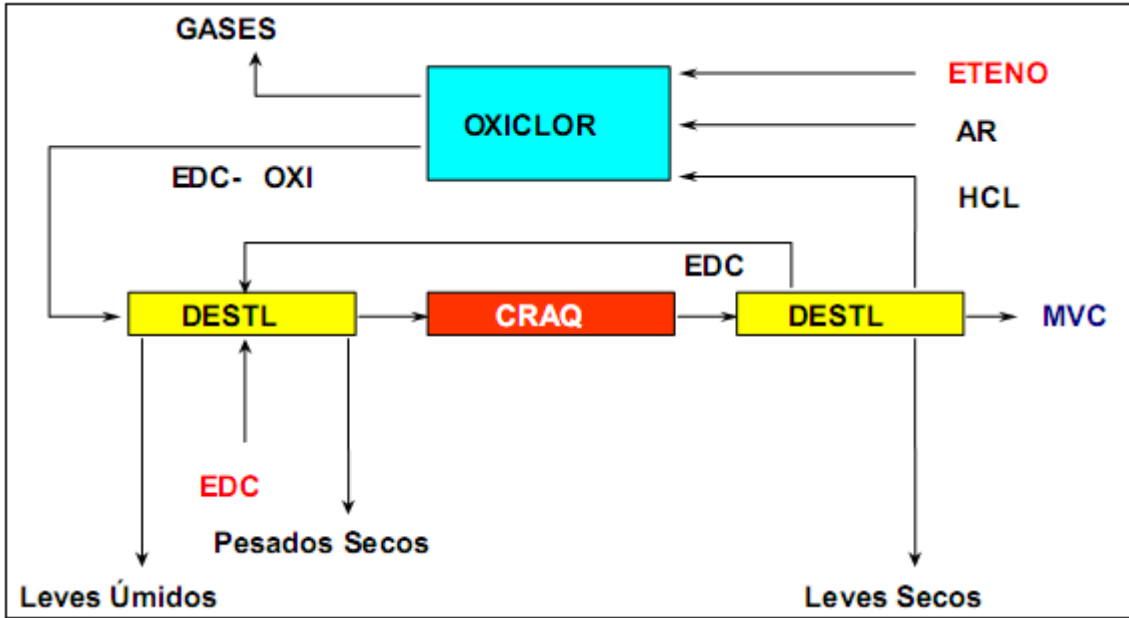 GASES
ETENO
OXICLOR
AR
EDC- OXI
HCL
EDC
DESTL
CRAQ
DESTL
MVC
EDC
Pesados Secos
Leves Úmidos
Leves Secos